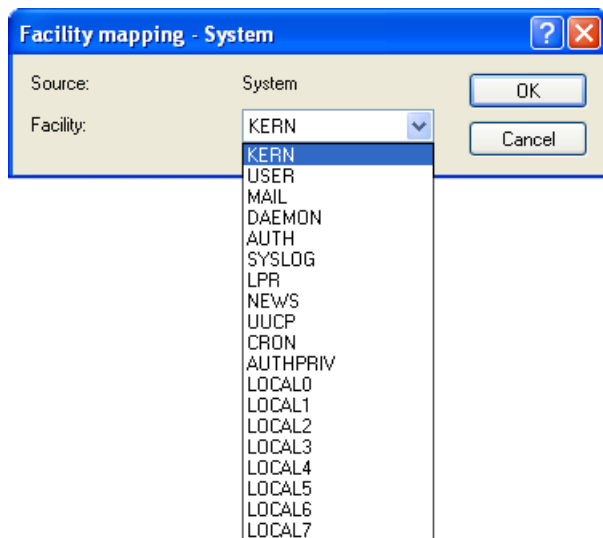 Facility mapping - System
Source: System
OK
Facility: KERN
Cancel
KERN
USER
MAIL
DAEMON
AUTH
SYSLOG
LPR
NEWS
UUCP
CRON
AUTHPRIV
LOCAL0
LOCAL1
LOCAL2
LOCAL3
LOCAL4
LOCAL5
LOCAL6
LOCAL7